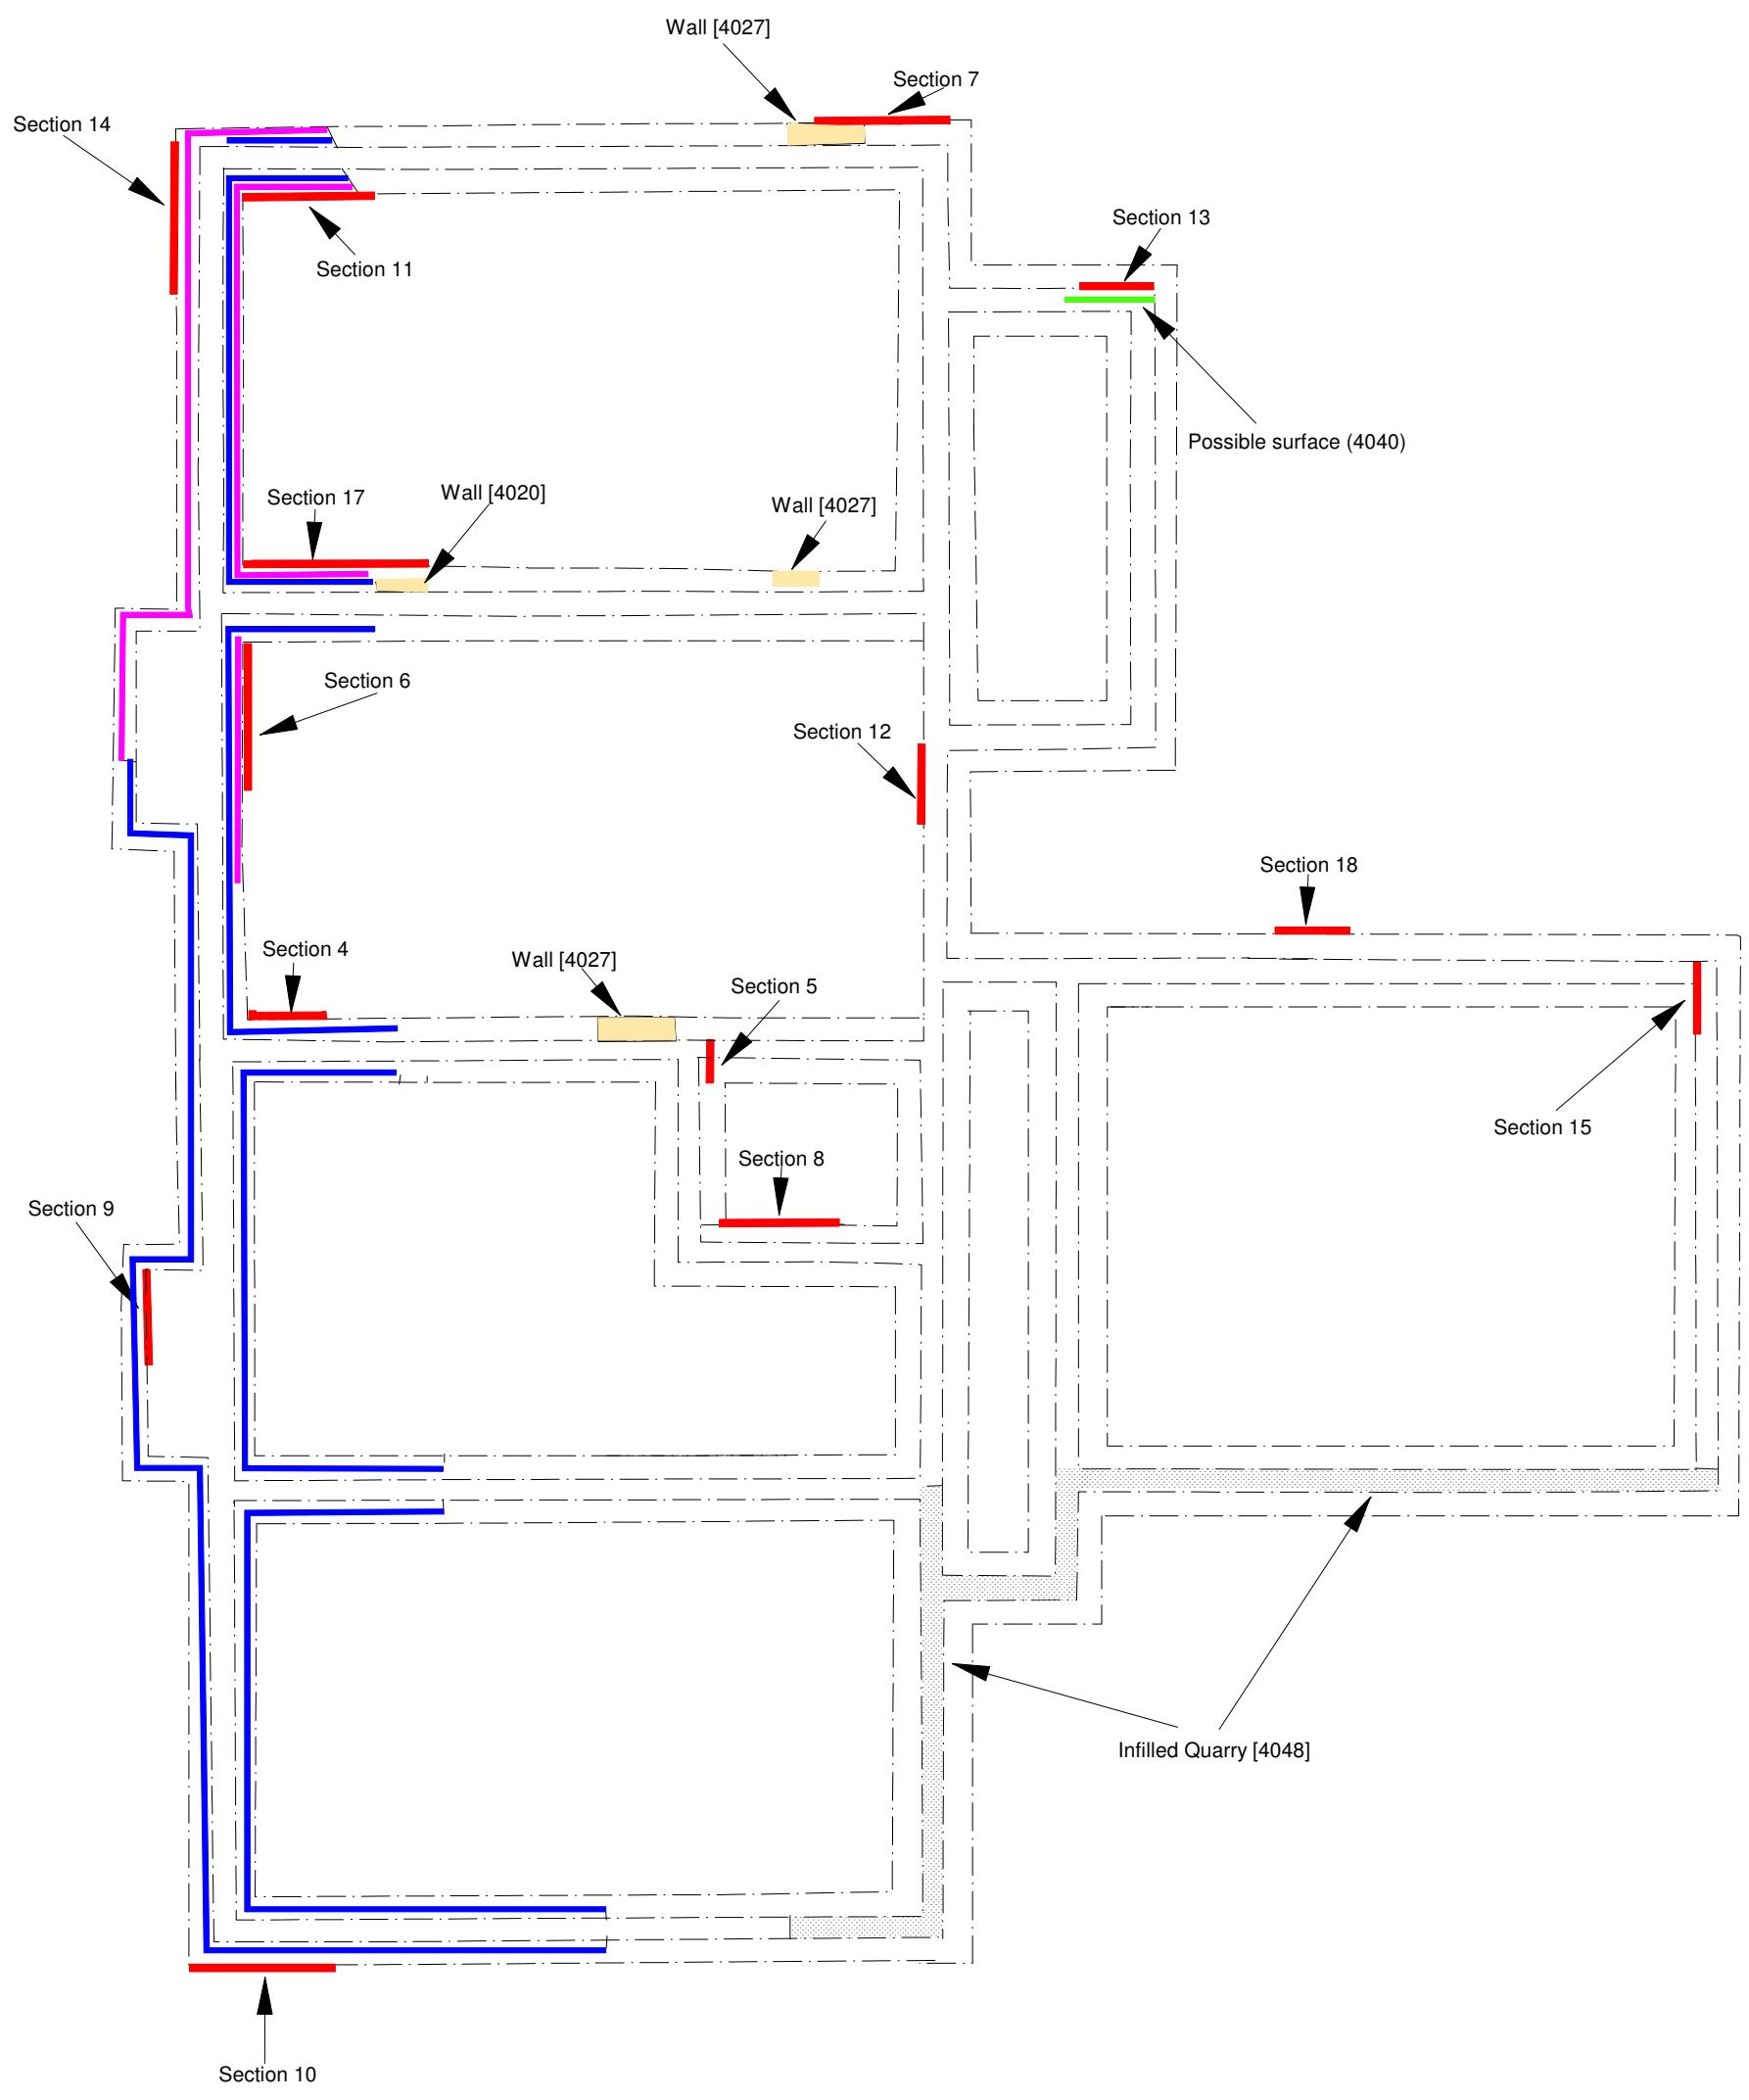 Wall [4027]
Section 7
Section 14
Section 13
Section 11
Possible surface (4040)
Section 17
Wall [4020]
Wall [4027]
Section 6
Section 12
Section 18
Section 4
Wall [4027]
Section 5
Section 15
Section 8
Section 9
Infilled Quarry [4048]
Section 10